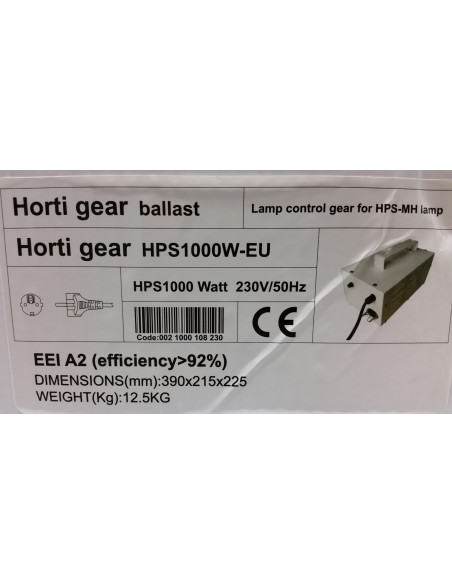 Horti gear ballast
Lamp control gear for HPS-MH lamp
Horti gear HPS1000W-EU
HPS1000 Watt 230V/50Hz
Code:002 1000 108 230
CE
EEI A2 (efficiency>92%)
DIMENSIONS(mm):390x215x225
WEIGHT(Kg):12.5KG